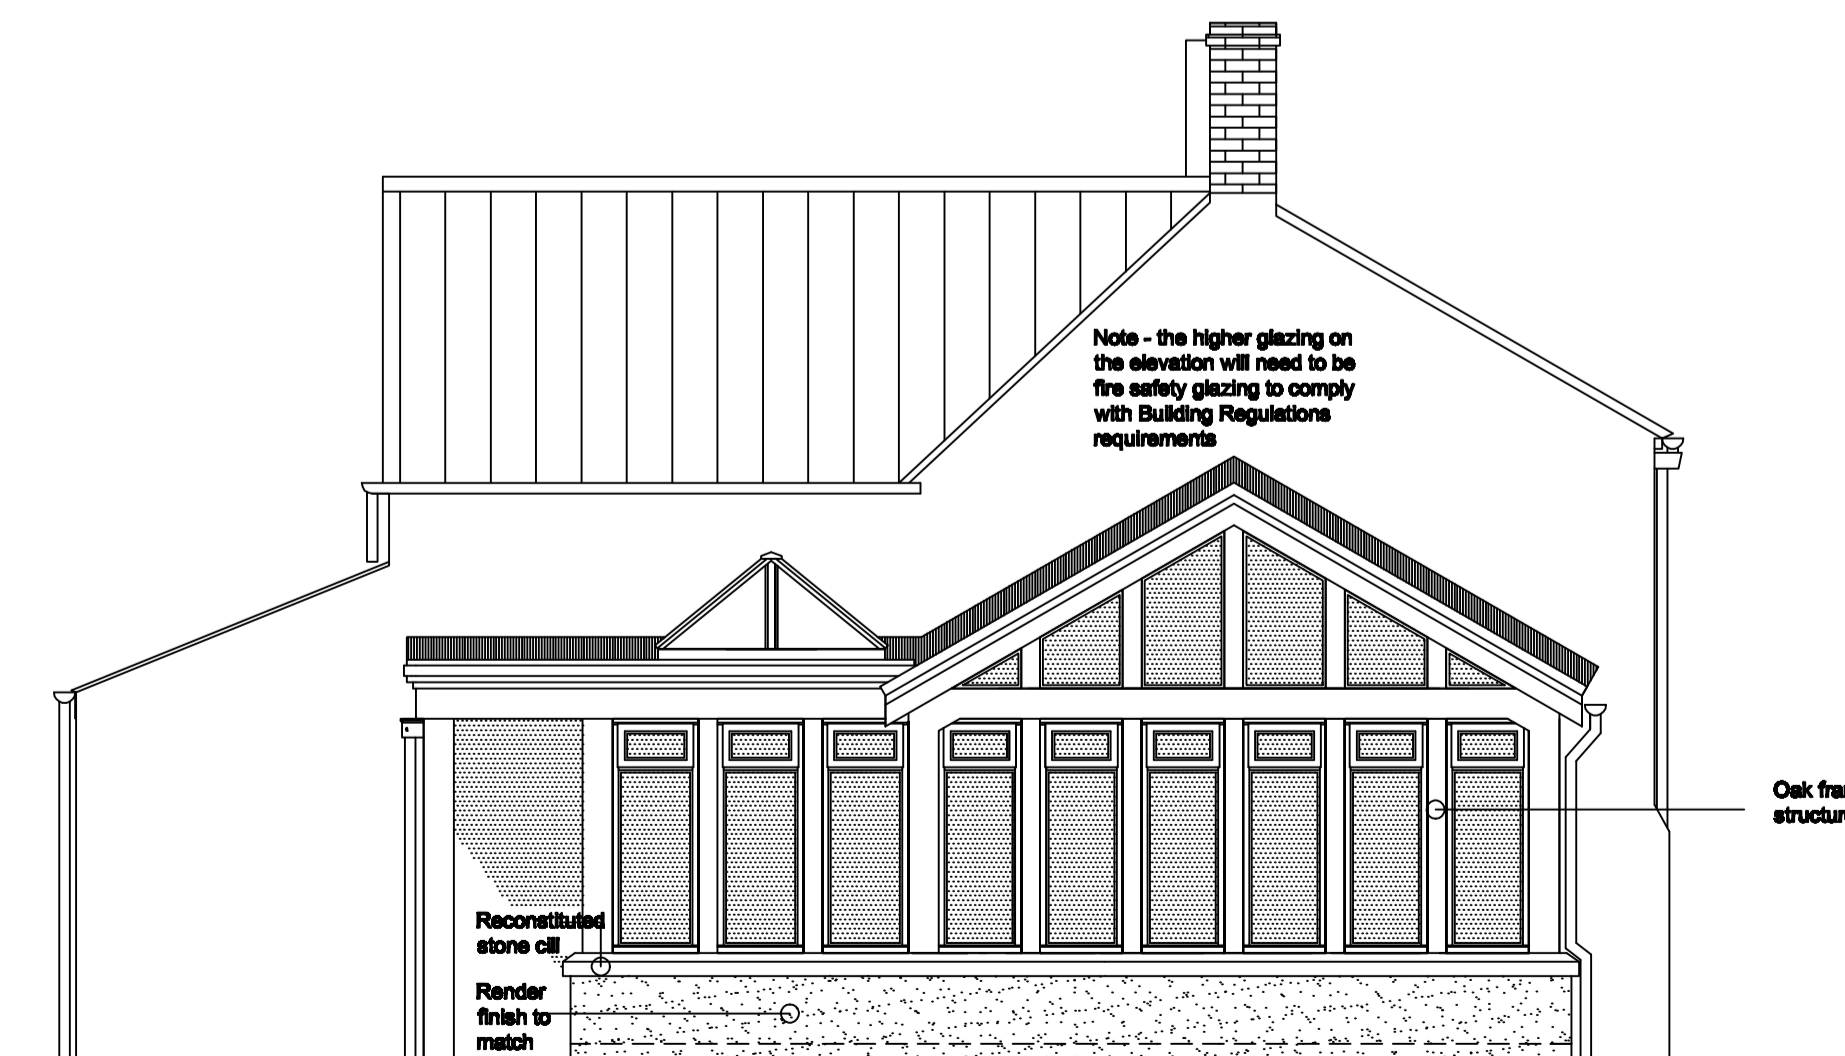 Note - the higher glazing on
the elevation will need to be
fire safety glazing to comply
with Building Regulations
requirements
Oak
Reconstituted
stone cill
Render
finish to
match